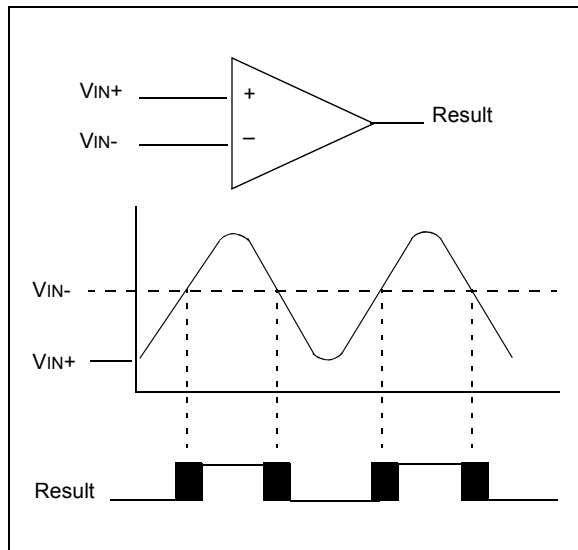 VIN+
+
Result
VIN-
–
VIN-
VIN+
Result